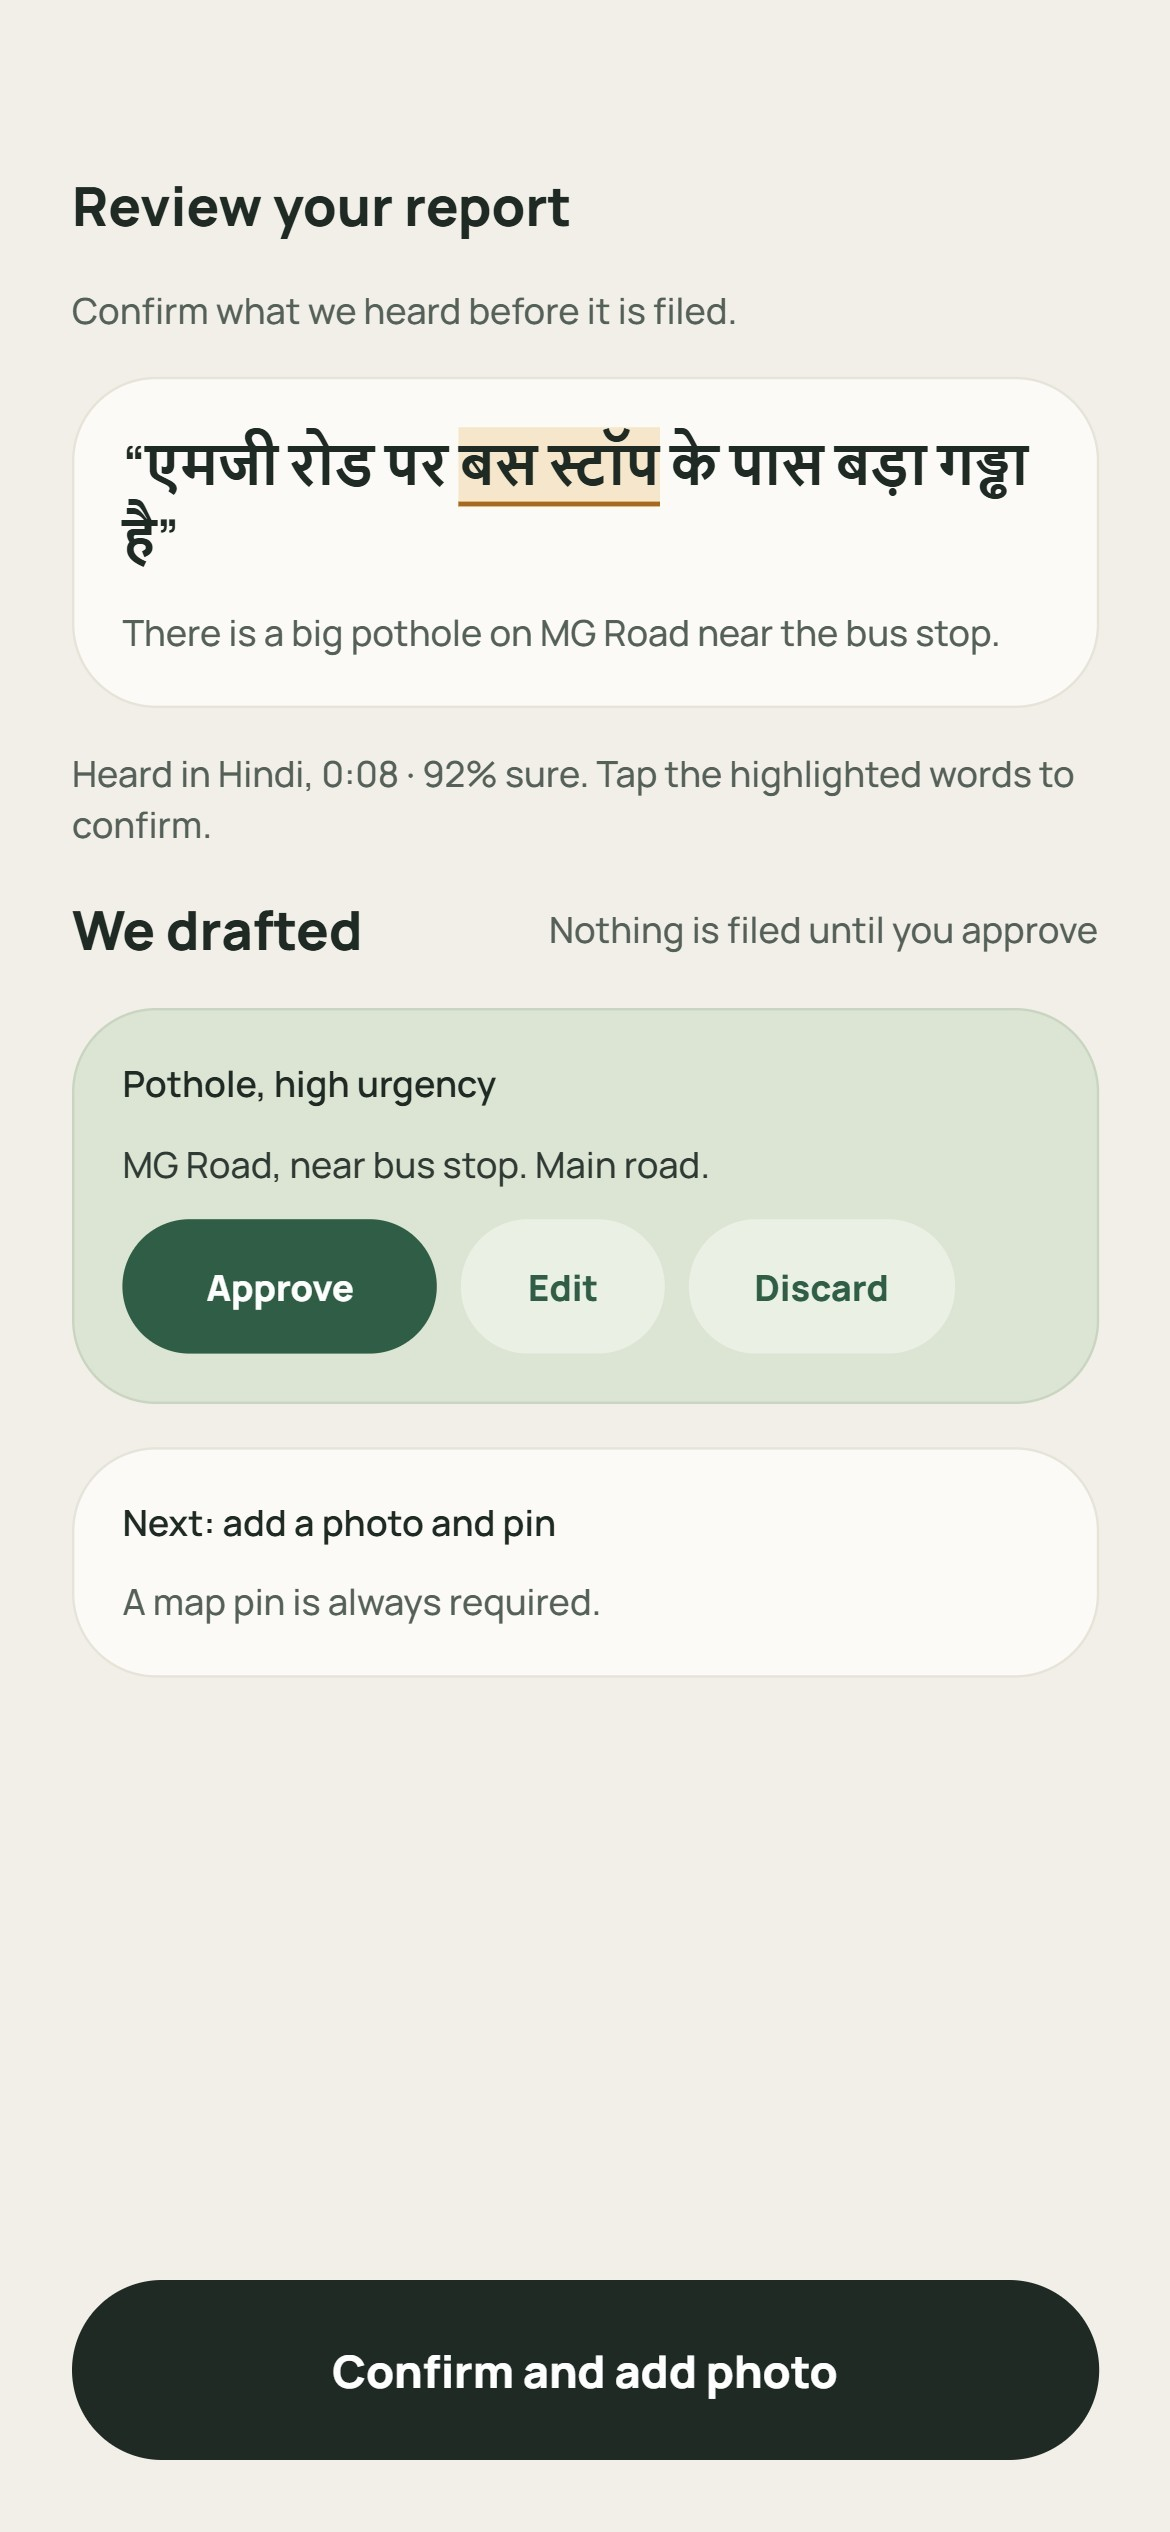 Review your report
Confirm what we heard before it is filed.
“एमजी रोड पर बस स्टॉप के पास बड़ा गड्ढा
है”
There is a big pothole on MG Road near the bus stop.
Heard in Hindi, 0:08 · 92% sure. Tap the highlighted words to
confirm.
We drafted
Nothing is filed until you approve
Pothole, high urgency
MG Road, near bus stop. Main road.
Approve
Edit
Discard
Next: add a photo and pin
A map pin is always required.
Confirm and add photo